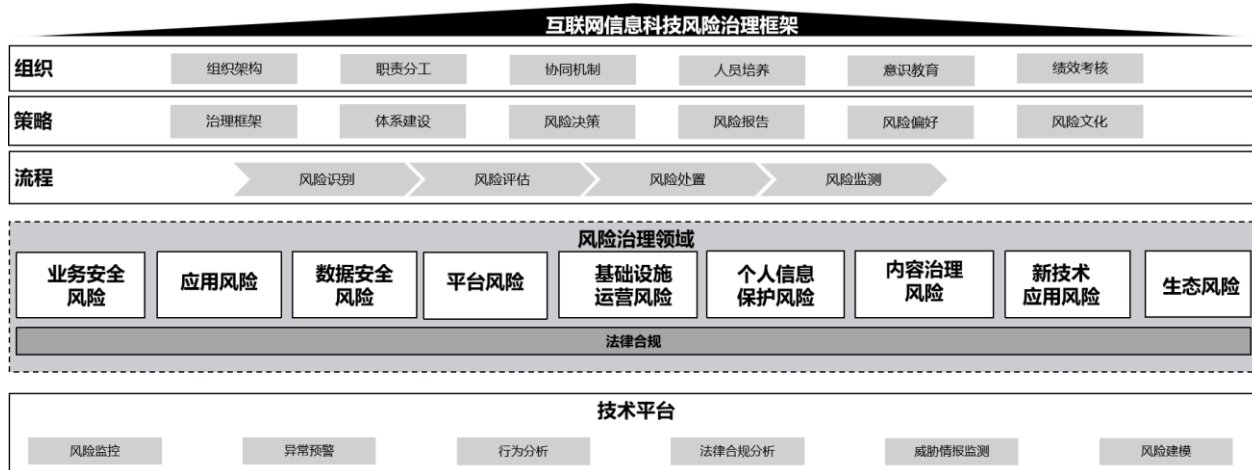 互联网信息科技风险治理框架
组织
组织架构
职责分工
协同机制
人员培养
意识教育
绩效考核
策略
治理框架
体系建设
风险决策
风险报告
风险偏好
风险文化
流程
风险识别
风险评估
风险处置
风险监测
风险治理领域
业务安全
风险
应用风险
数据安全
风险
平台风险
基础设施
运营风险
个人信息
保护风险
内容治理
风险
新技术
应用风险
生态风险
法律合规
技术平台
风险监控
异常预警
行为分析
法律合规分析
威胁情报监测
风险建模